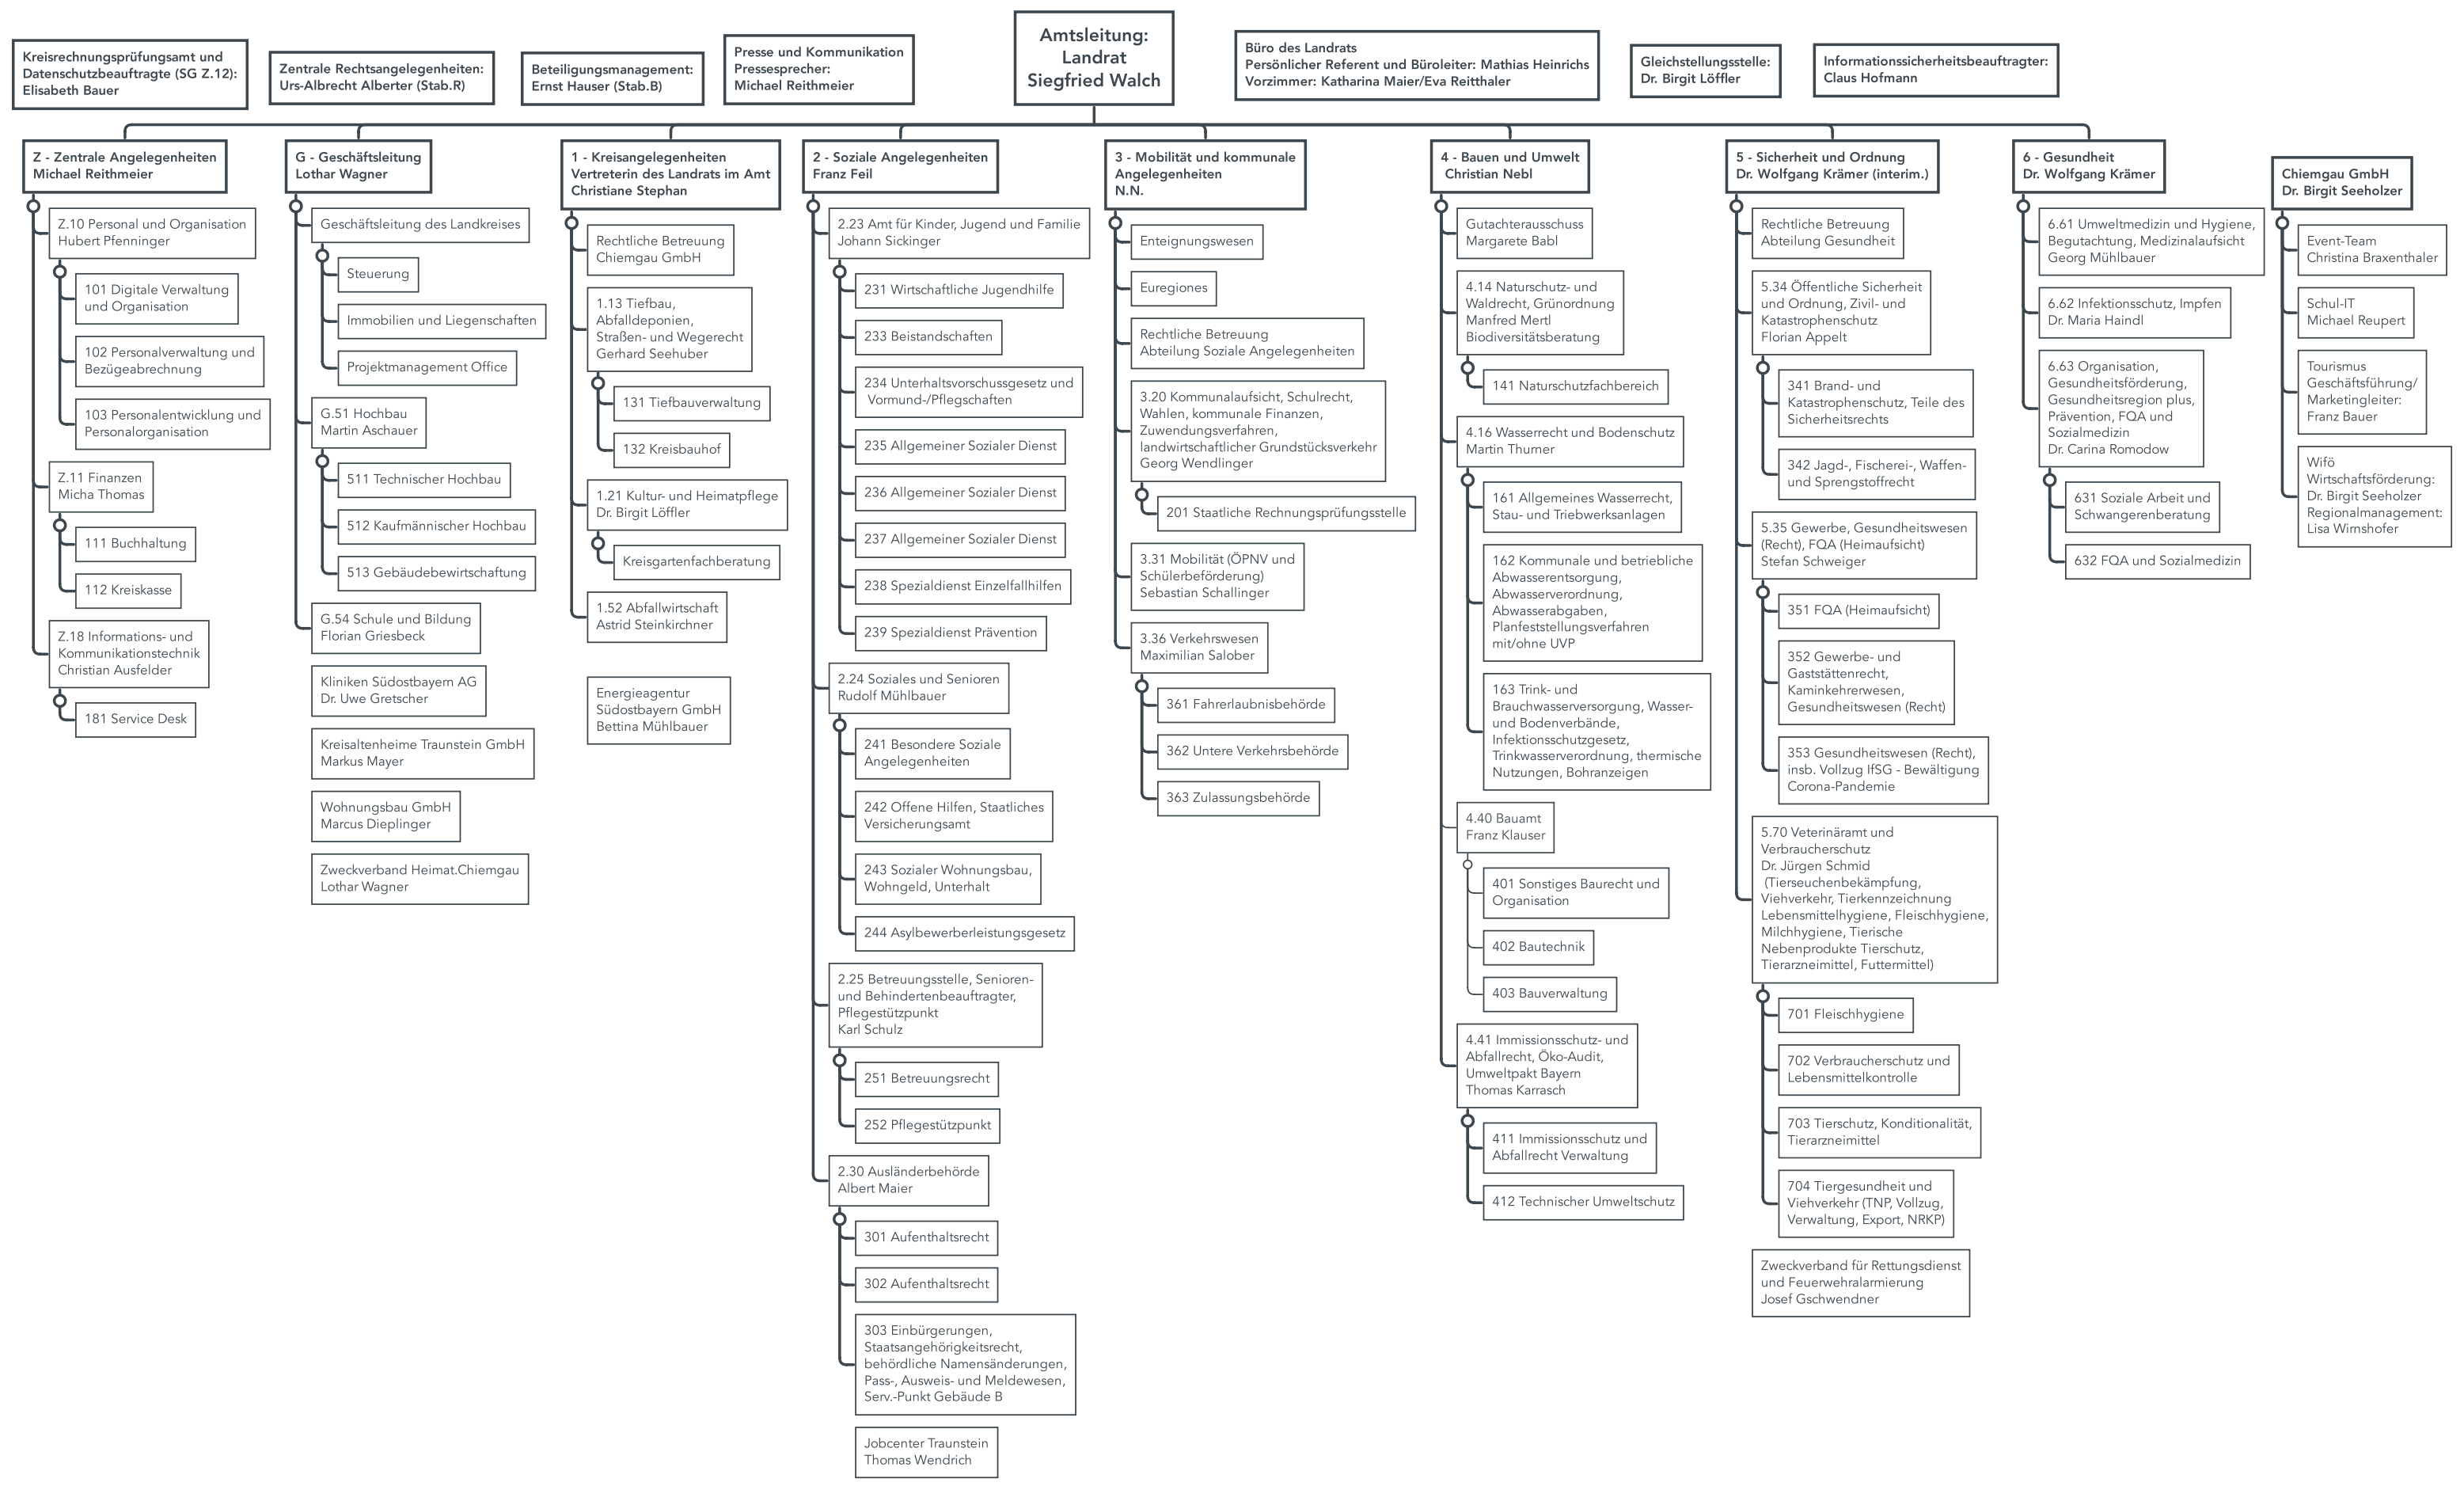 Amtsleitung:
Landrat
Siegfried Walch
Kreisrechnungsprüfungsamt und
Datenschutzbeauftragte (SG Z.12):
Elisabeth Bauer
Zentrale Rechtsangelegenheiten:
Urs-Albrecht Alberter (Stab.R)
Beteiligungsmanagement:
Ernst Hauser (Stab.B)
Presse und Kommunikation
Pressesprecher:
Michael Reithmeier
Büro des Landrats
Persönlicher Referent und Büroleiter: Mathias Heinrichs
Vorzimmer: Katharina Maier/Eva Reitthaler
Gleichstellungsstelle:
Dr. Birgit Löffler
Informationssicherheitsbeauftragter:
Claus Hofmann
Z - Zentrale Angelegenheiten
Michael Reithmeier
Z.10 Personal und Organisation
Hubert Pfenninger
101 Digitale Verwaltung
und Organisation
102 Personalverwaltung und
Bezügeabrechnung
103 Personalentwicklung und
Personalorganisation
Z.11 Finanzen
Micha Thomas
111 Buchhaltung
112 Kreiskasse
Z.18 Informations- und
Kommunikationstechnik
Christian Ausfelder
181 Service Desk
G - Geschäftsleitung
Lothar Wagner
Geschäftsleitung des Landkreises
Steuerung
Immobilien und Liegenschaften
Projektmanagement Office
G.51 Hochbau
Martin Aschauer
511 Technischer Hochbau
512 Kaufmännischer Hochbau
513 Gebäudebewirtschaftung
G.54 Schule und Bildung
Florian Griesbeck
Kliniken Südostbayern AG
Dr. Uwe Gretscher
Kreisaltenheime Traunstein GmbH
Markus Mayer
Wohnungsbau GmbH
Marcus Dieplinger
Zweckverband Heimat.Chiemgau
Lothar Wagner
1 - Kreisangelegenheiten
Vertreterin des Landrats im Amt
Christiane Stephan
Rechtliche Betreuung
Chiemgau GmbH
1.13 Tiefbau,
Abfalldeponien,
Straßen- und Wegerecht
Gerhard Seehuber
131 Tiefbauverwaltung
132 Kreisbauhof
1.21 Kultur- und Heimatpflege
Dr. Birgit Löffler
Kreisgartenfachberatung
1.52 Abfallwirtschaft
Astrid Steinkirchner
Energieagentur
Südostbayern GmbH
Bettina Mühlbauer
2 - Soziale Angelegenheiten
Franz Feil
2.23 Amt für Kinder, Jugend und Familie
Johann Sickinger
231 Wirtschaftliche Jugendhilfe
233 Beistandschaften
234 Unterhaltsvorschussgesetz und
Vormund-/Pflegschaften
235 Allgemeiner Sozialer Dienst
236 Allgemeiner Sozialer Dienst
237 Allgemeiner Sozialer Dienst
238 Spezialdienst Einzelfallhilfen
239 Spezialdienst Prävention
2.24 Soziales und Senioren
Rudolf Mühlbauer
241 Besondere Soziale
Angelegenheiten
242 Offene Hilfen, Staatliches
Versicherungsamt
243 Sozialer Wohnungsbau,
Wohngeld, Unterhalt
244 Asylbewerberleistungsgesetz
2.25 Betreuungsstelle, Senioren-
und Behindertenbeauftragter,
Pflegestützpunkt
Karl Schulz
251 Betreuungsrecht
252 Pflegestützpunkt
2.30 Ausländerbehörde
Albert Maier
301 Aufenthaltsrecht
302 Aufenthaltsrecht
303 Einbürgerungen,
Staatsangehörigkeitsrecht,
behördliche Namensänderungen,
Pass-, Ausweis- und Meldewesen,
Serv.-Punkt Gebäude B
Jobcenter Traunstein
Thomas Wendrich
3 - Mobilität und kommunale
Angelegenheiten
N.N.
Enteignungswesen
Euregiones
Rechtliche Betreuung
Abteilung Soziale Angelegenheiten
3.20 Kommunalaufsicht, Schulrecht,
Wahlen, kommunale Finanzen,
Zuwendungsverfahren,
landwirtschaftlicher Grundstücksverkehr
Georg Wendlinger
201 Staatliche Rechnungsprüfungsstelle
3.31 Mobilität (ÖPNV und
Schülerbeförderung)
Sebastian Schallinger
3.36 Verkehrswesen
Maximilian Salober
361 Fahrerlaubnisbehörde
362 Untere Verkehrsbehörde
363 Zulassungsbehörde
4 - Bauen und Umwelt
Christian Nebl
Gutachterausschuss
Margarete Babl
4.14 Naturschutz- und
Waldrecht, Grünordnung
Manfred Mertl
Biodiversitätsberatung
141 Naturschutzfachbereich
4.16 Wasserrecht und Bodenschutz
Martin Thurner
161 Allgemeines Wasserrecht,
Stau- und Triebwerksanlagen
162 Kommunale und betriebliche
Abwasserentsorgung,
Abwasserverordnung,
Abwasserabgaben,
Planfeststellungsverfahren
mit/ohne UVP
163 Trink- und
Brauchwasserversorgung, Wasser-
und Bodenverbände,
Infektionsschutzgesetz,
Trinkwasserverordnung, thermische
Nutzungen, Bohranzeigen
4.40 Bauamt
Franz Klauser
401 Sonstiges Baurecht und
Organisation
402 Bautechnik
403 Bauverwaltung
4.41 Immissionsschutz- und
Abfallrecht, Öko-Audit,
Umweltpakt Bayern
Thomas Karrasch
411 Immissionsschutz und
Abfallrecht Verwaltung
412 Technischer Umweltschutz
5 - Sicherheit und Ordnung
Dr. Wolfgang Krämer (interim.)
Rechtliche Betreuung
Abteilung Gesundheit
5.34 Öffentliche Sicherheit
und Ordnung, Zivil- und
Katastrophenschutz
Florian Appelt
341 Brand- und
Katastrophenschutz, Teile des
Sicherheitsrechts
342 Jagd-, Fischerei-, Waffen-
und Sprengstoffrecht
5.35 Gewerbe, Gesundheitswesen
(Recht), FQA (Heimaufsicht)
Stefan Schweiger
351 FQA (Heimaufsicht)
352 Gewerbe- und
Gaststättenrecht,
Kaminkehrerwesen,
Gesundheitswesen (Recht)
353 Gesundheitswesen (Recht),
insb. Vollzug IfSG - Bewältigung
Corona-Pandemie
5.70 Veterinäramt und
Verbraucherschutz
Dr. Jürgen Schmid
(Tierseuchenbekämpfung,
Viehverkehr, Tierkennzeichnung
Lebensmittelhygiene, Fleischhygiene,
Milchhygiene, Tierische
Nebenprodukte Tierschutz,
Tierarzneimittel, Futtermittel)
701 Fleischhygiene
702 Verbraucherschutz und
Lebensmittelkontrolle
703 Tierschutz, Konditionalität,
Tierarzneimittel
704 Tiergesundheit und
Viehverkehr (TNP, Vollzug,
Verwaltung, Export, NRKP)
Zweckverband für Rettungsdienst
und Feuerwehralarmierung
Josef Gschwendner
6 - Gesundheit
Dr. Wolfgang Krämer
6.61 Umweltmedizin und Hygiene,
Begutachtung, Medizinalaufsicht
Georg Mühlbauer
6.62 Infektionsschutz, Impfen
Dr. Maria Haindl
6.63 Organisation,
Gesundheitsförderung,
Gesundheitsregion plus,
Prävention, FQA und
Sozialmedizin
Dr. Carina Romodow
631 Soziale Arbeit und
Schwangerenberatung
632 FQA und Sozialmedizin
Chiemgau GmbH
Dr. Birgit Seeholzer
Event-Team
Christina Braxenthaler
Schul-IT
Michael Reupert
Tourismus
Geschäftsführung/
Marketingleiter:
Franz Bauer
Wifö
Wirtschaftsförderung:
Dr. Birgit Seeholzer
Regionalmanagement:
Lisa Wirnshofer